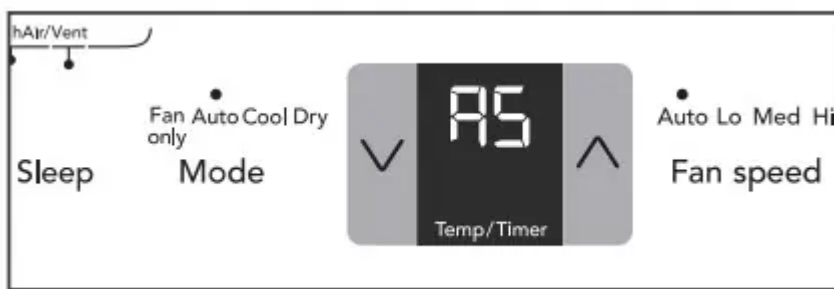 hAir/Vent
Fan Auto Cool Dry
only
Sleep
Mode
AS
Temp/Timer
Auto Lo Med Hi
Fan speed